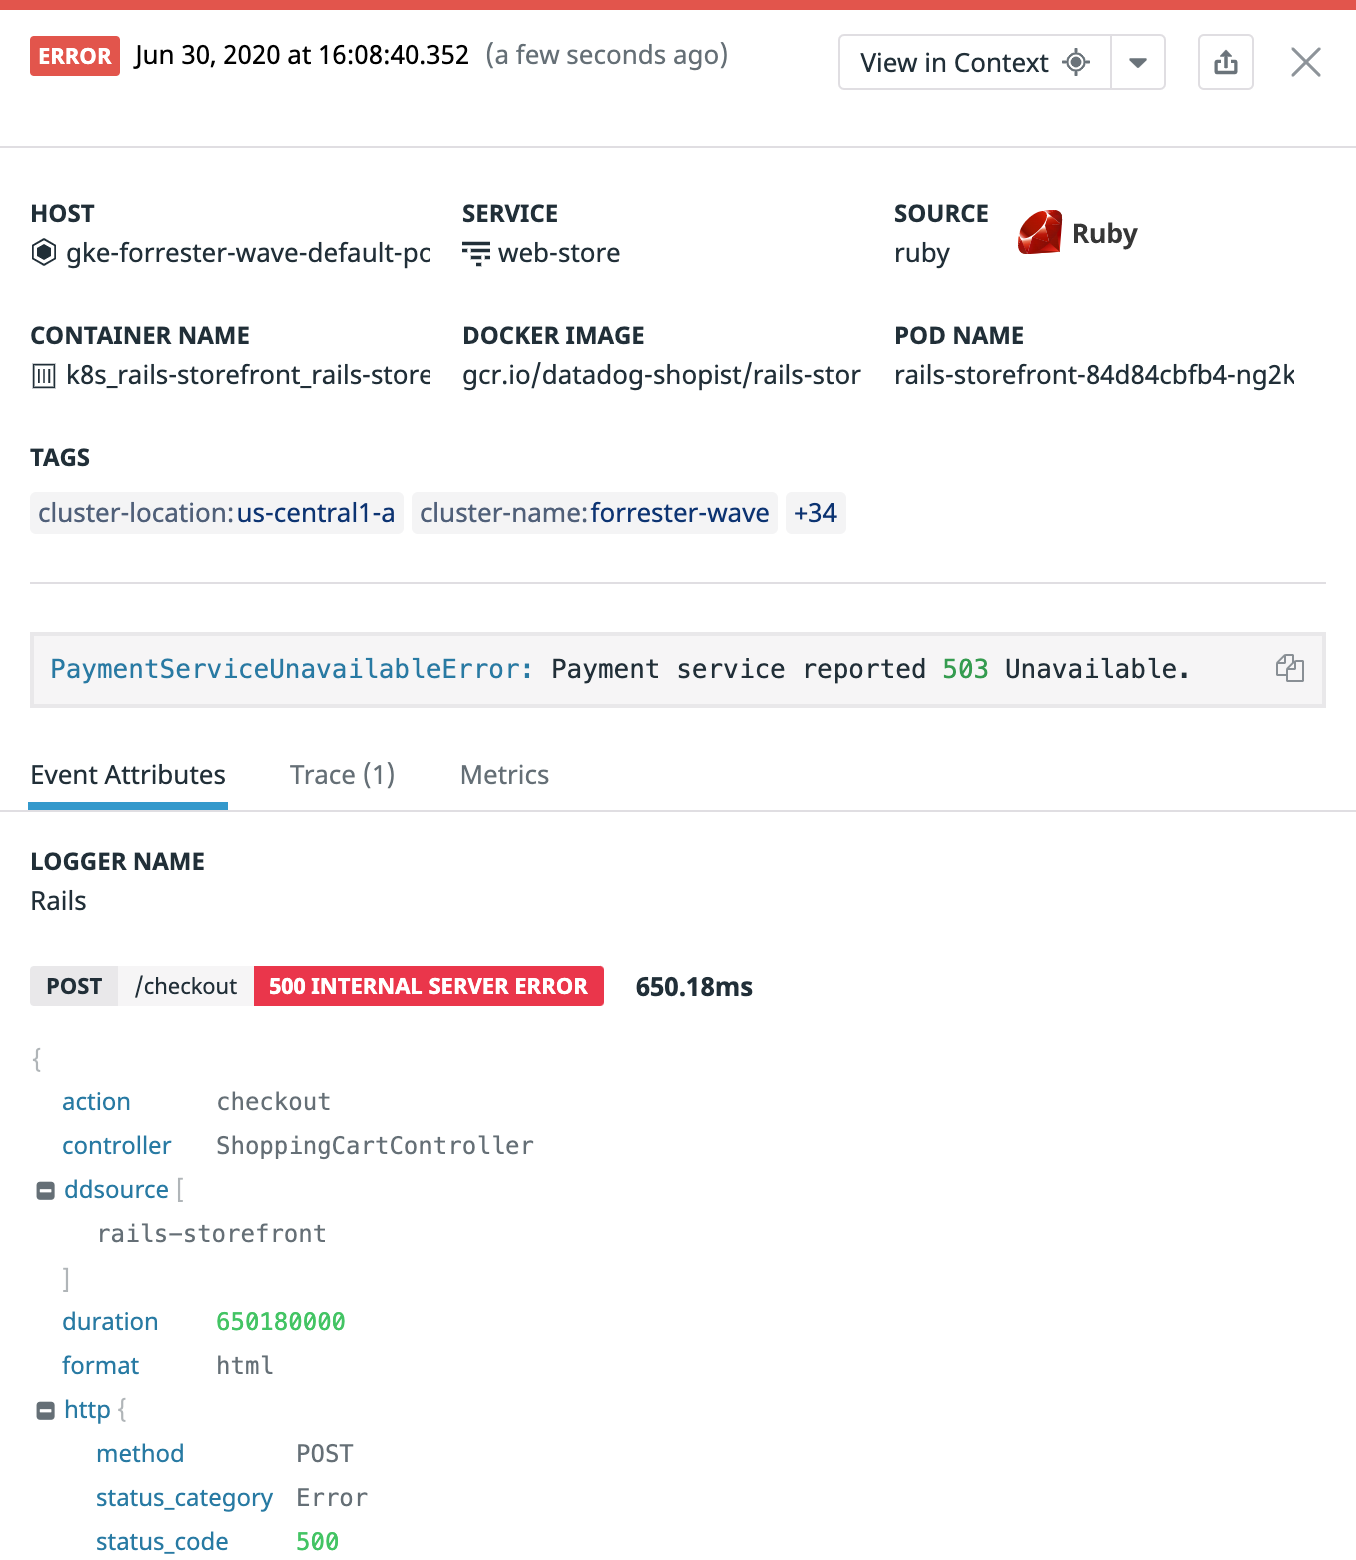 ERROR Jun 30, 2020 at 16:08:40.352 (a few seconds ago) View in Context
HOST SERVICE SOURCE
gke-forrester-wave-default-po web-store ruby Ruby
CONTAINER NAME DOCKER IMAGE POD NAME
k8s_rails-storefront_rails-store gcr.io/datadog-shopist/rails-stor rails-storefront-84d84cbfb4-ng2k
TAGS
cluster-location:us-central1-a cluster-name:forrester-wave +34
PaymentServiceUnavailableError: Payment service reported 503 Unavailable.
Event Attributes Trace (1) Metrics
LOGGER NAME
Rails
POST /checkout 500 INTERNAL SERVER ERROR 650.18ms
{
action checkout
controller ShoppingCartController
ddsource [
rails-storefront
]
duration 650180000
format html
http {
method POST
status_category Error
status_code 500